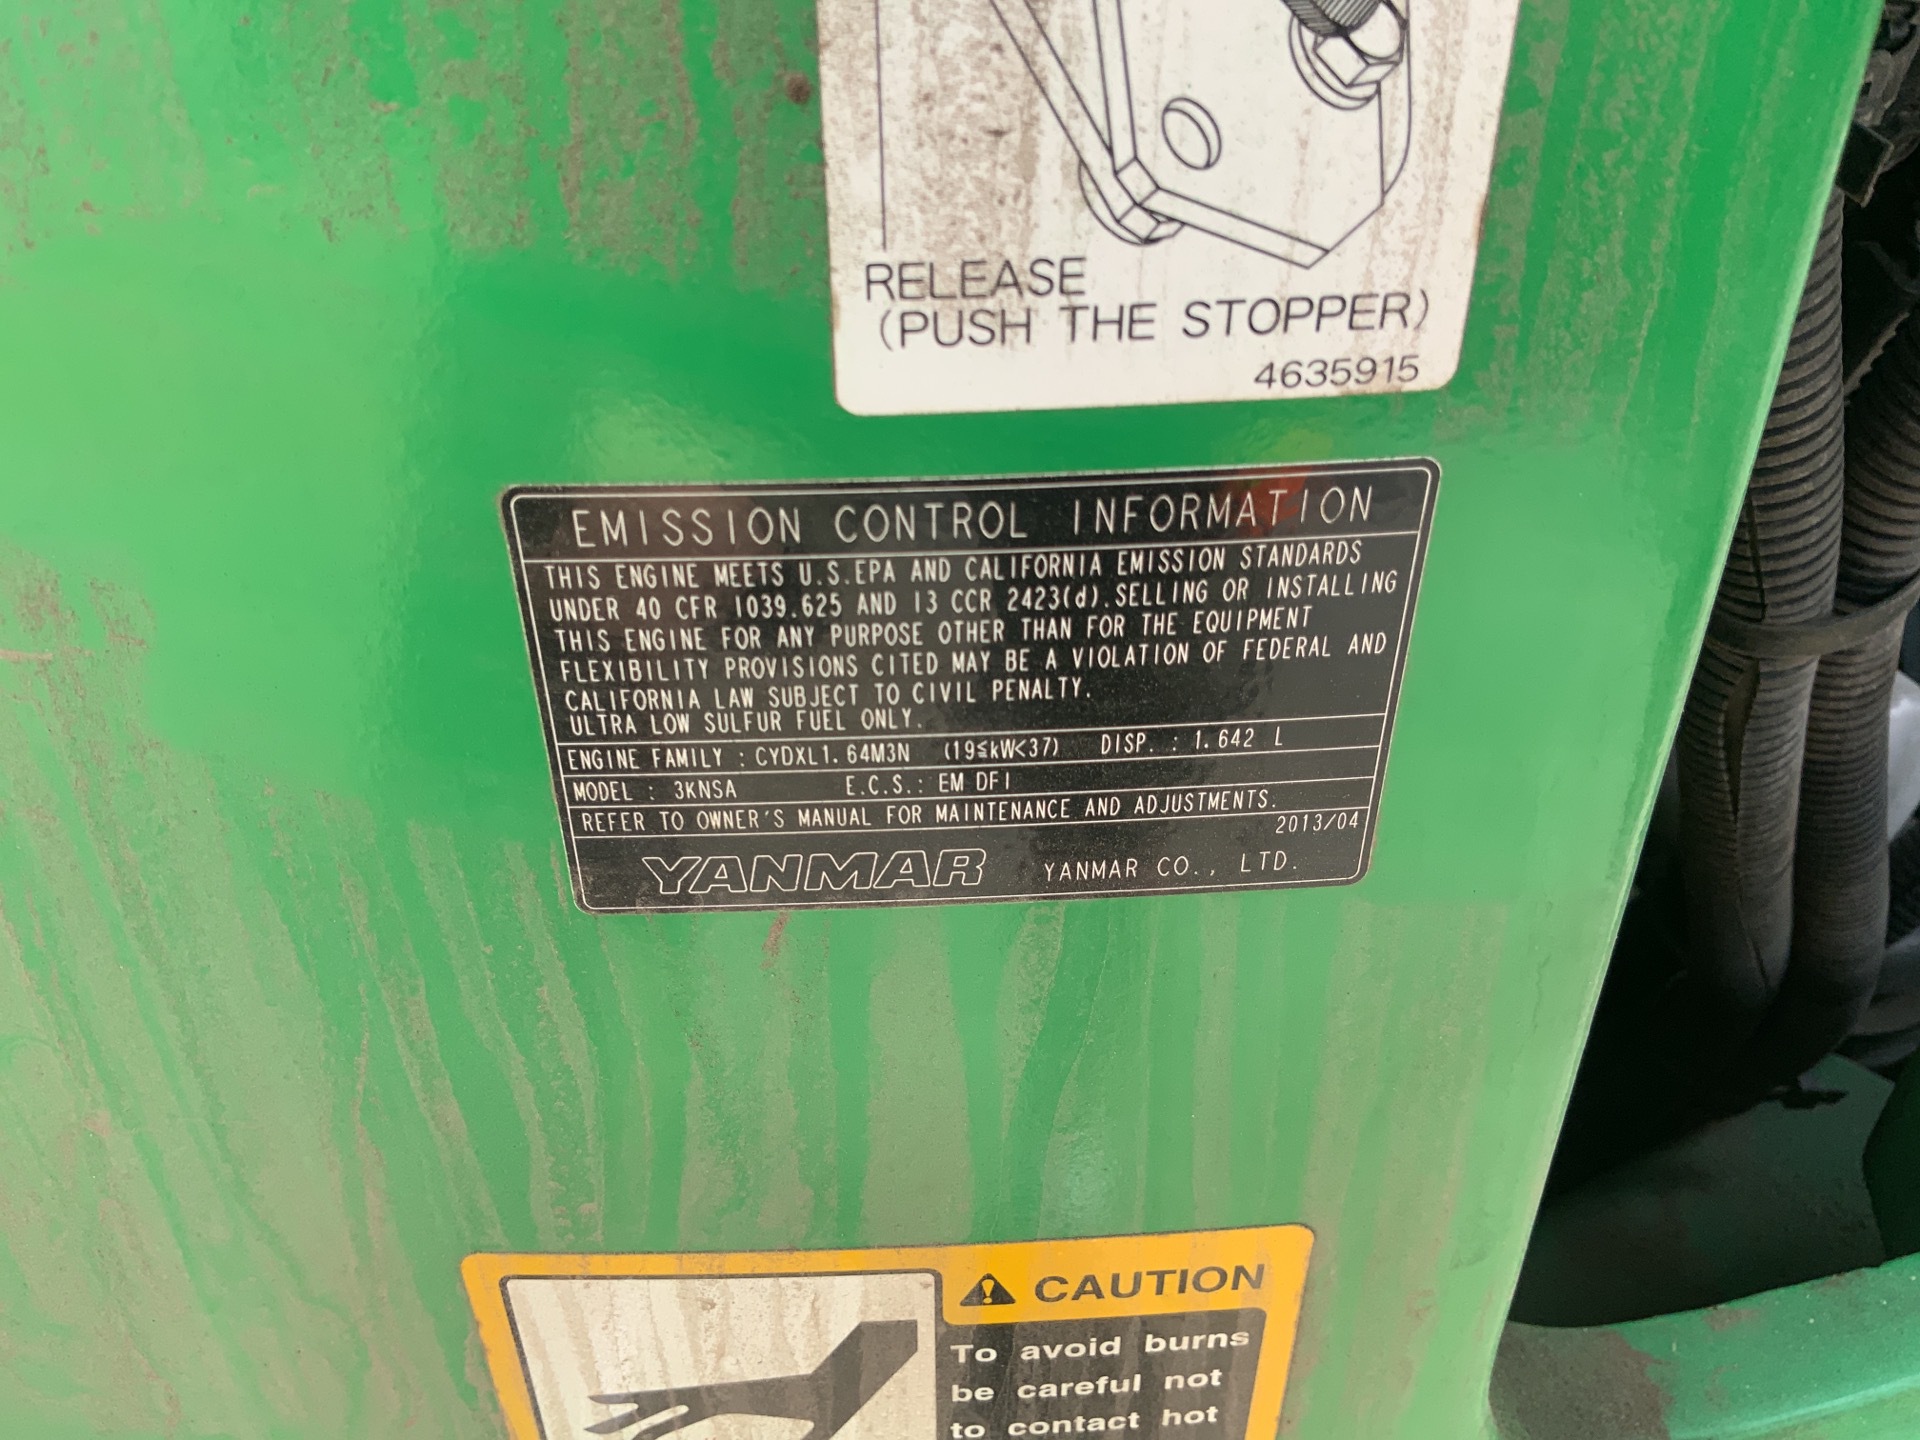 RELEASE
(PUSH THE STOPPER)
4635915
EMISSION CONTROL INFORMATION
THIS ENGINE MEETS U.S.EPA AND CALIFORNIA EMISSION STANDARDS
UNDER 40 CFR 1039.625 AND 13 CCR 2423(d).SELLING OR INSTALLING
THIS ENGINE FOR ANY PURPOSE OTHER THAN FOR THE EQUIPMENT
FLEXIBILITY PROVISIONS CITED MAY BE A VIOLATION OF FEDERAL AND
CALIFORNIA LAW SUBJECT TO CIVIL PENALTY.
ULTRA LOW SULFUR FUEL ONLY.
ENGINE FAMILY : CYDXL1.64M3N (19≦kW<37) DISP. : 1.642 L
MODEL : 3KNSA E.C.S.: EM DFI
REFER TO OWNER'S MANUAL FOR MAINTENANCE AND ADJUSTMENTS.
2013/04
YANMAR YANMAR CO., LTD.
CAUTION
To avoid burns
be careful not
to contact hot